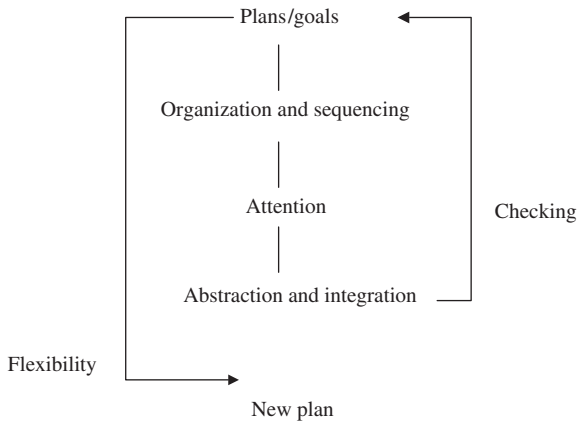 Plans/goals
Organization and sequencing
Attention
Checking
Abstraction and integration
Flexibility
New plan